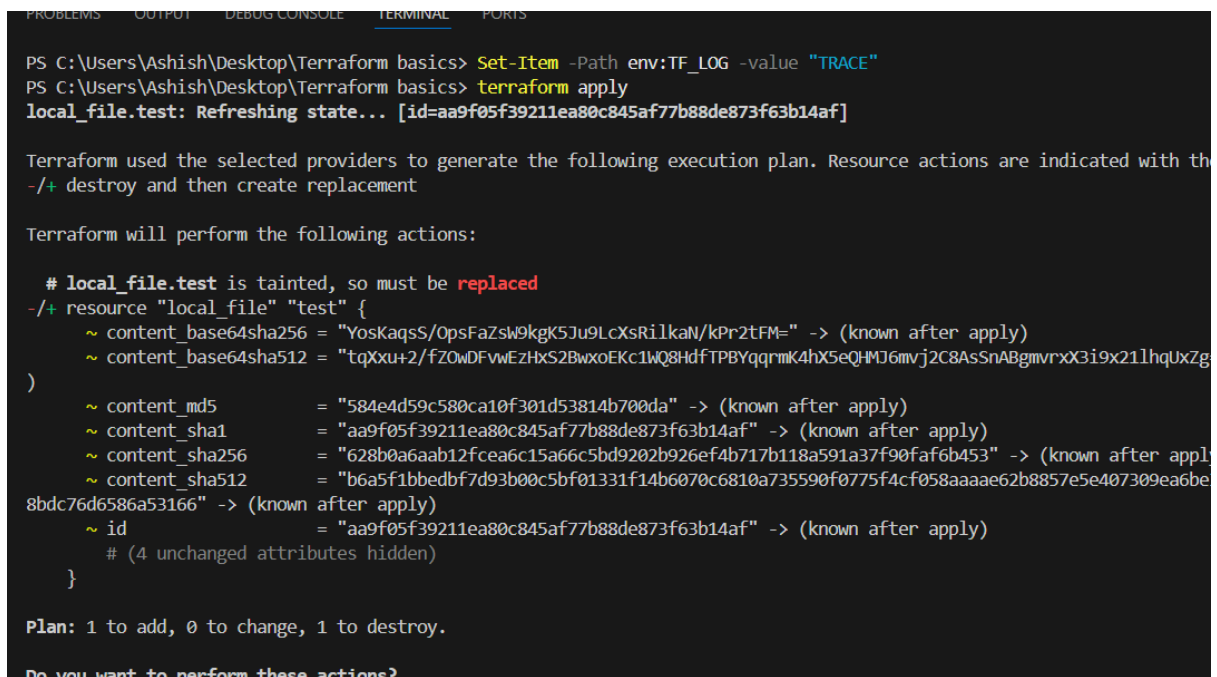 PROBLEMS OUTPUT DEBUG CONSOLE TERMINAL PORTS
PS C:\Users\Ashish\Desktop\Terraform basics> Set-Item -Path env:TF_LOG -value "TRACE"
PS C:\Users\Ashish\Desktop\Terraform basics> terraform apply
local_file.test: Refreshing state... [id=aa9f05f39211ea80c845af77b88de873f63b14af]
Terraform used the selected providers to generate the following execution plan. Resource actions are indicated with the
-/+ destroy and then create replacement
Terraform will perform the following actions:
# local_file.test is tainted, so must be replaced
-/+ resource "local_file" "test" {
~ content_base64sha256 = "YosKaqsS/OpsFaZsW9kgK5Ju9LcXsRilkaN/kPr2tFM=" -> (known after apply)
~ content_base64sha512 = "tqXxu+2/fZOwDFvwEzHxS2BwxoEKc1WQ8HdfTPBYqqrmK4hX5eQHMJ6mvj2C8AsSnABgmvrxX3i9x21lhqUxZg=
)
~ content_md5 = "584e4d59c580ca10f301d53814b700da" -> (known after apply)
~ content_sha1 = "aa9f05f39211ea80c845af77b88de873f63b14af" -> (known after apply)
~ content_sha256 = "628b0a6aab12fcea6c15a66c5bd9202b926ef4b717b118a591a37f90faf6b453" -> (known after apply
~ content_sha512 = "b6a5f1bbedbf7d93b00c5bf01331f14b6070c6810a735590f0775f4cf058aaaae62b8857e5e407309ea6be
8bdc76d6586a53166" -> (known after apply)
~ id = "aa9f05f39211ea80c845af77b88de873f63b14af" -> (known after apply)
# (4 unchanged attributes hidden)
}
Plan: 1 to add, 0 to change, 1 to destroy.
Do you want to perform these actions?